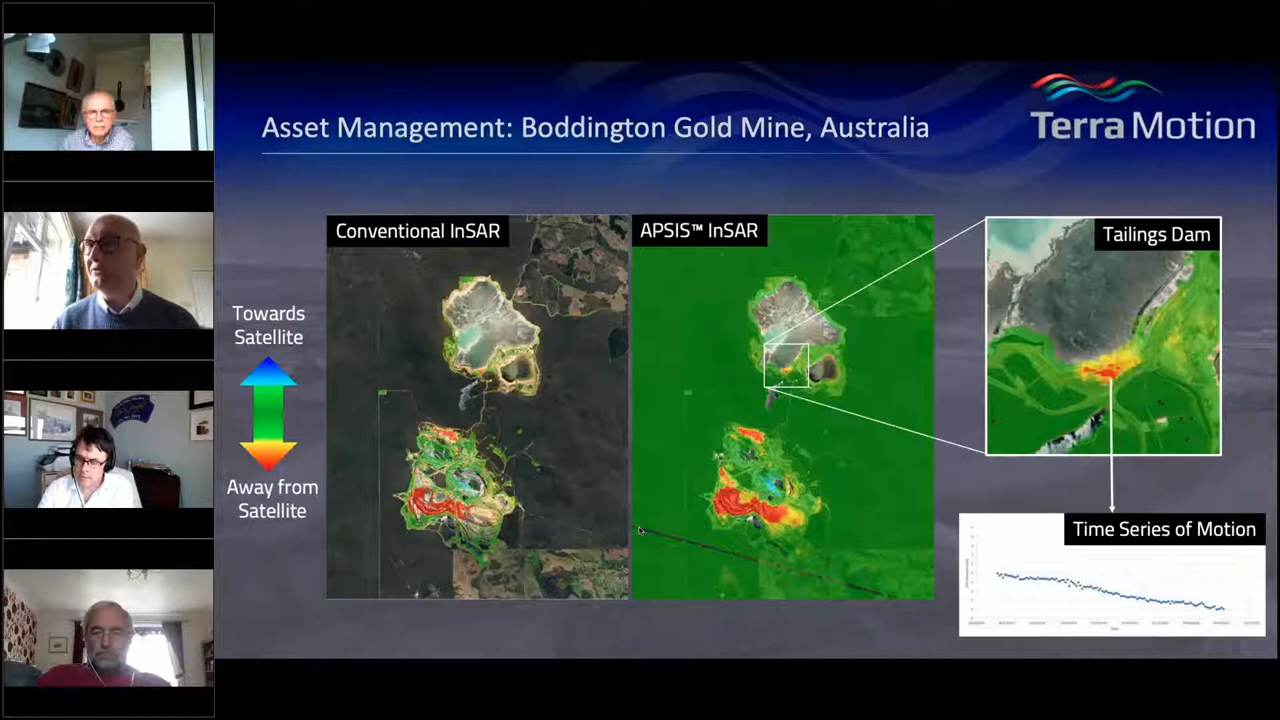 Asset Management: Boddington Gold Mine, Australia
Terra Motion
Conventional InSAR
APSIS™ InSAR
Tailings Dam
Towards
Satellite
Away from
Satellite
Time Series of Motion